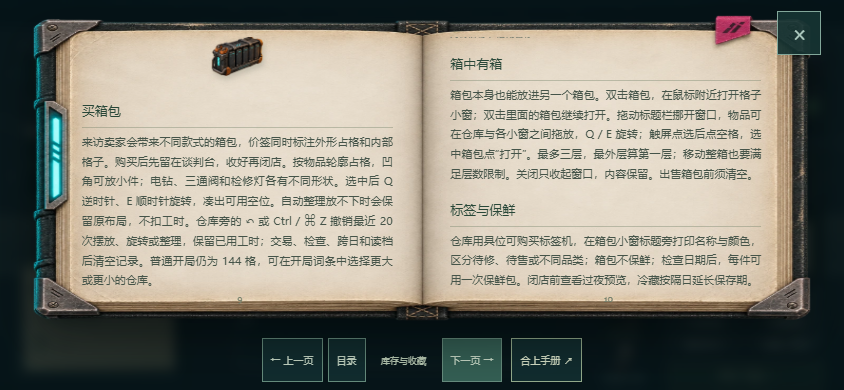 买箱包
来访卖家会带来不同款式的箱包，价签同时标注外形占格和内部
格子。购买后先留在谈判台，收好再闭店。按物品轮廓占格，凹
角可放小件；电钻、三通阀和检修灯各有不同形状。选中后 Q
逆时针、E 顺时针旋转，凑出可用空位。自动整理放不下时会保
留原布局，不扣工时。仓库旁的 ↶ 或 Ctrl / ⌘ Z 撤销最近 20
次摆放、旋转或整理，保留已用工时；交易、检查、跨日和读档
后清空记录。普通开局仍为 144 格，可在开局词条中选择更大
或更小的仓库。
9
箱中有箱
箱包本身也能放进另一个箱包。双击箱包，在鼠标附近打开格子
小窗；双击里面的箱包继续打开。拖动标题栏挪开窗口，物品可
在仓库与各小窗之间拖放，Q / E 旋转；触屏点选后点空格，选
中箱包点“打开”。最多三层，最外层算第一层；移动整箱也要满
足层数限制。关闭只收起窗口，内容保留。出售箱包前须清空。
标签与保鲜
仓库用具位可购买标签机，在箱包小窗标题旁打印名称与颜色，
区分待修、待售或不同品类；箱包不保鲜；检查日期后，每件可
用一次保鲜包。闭店前查看过夜预览，冷藏按隔日延长保存期。
10
← 上一页
目录
库存与收藏
下一页 →
合上手册 ↗
×